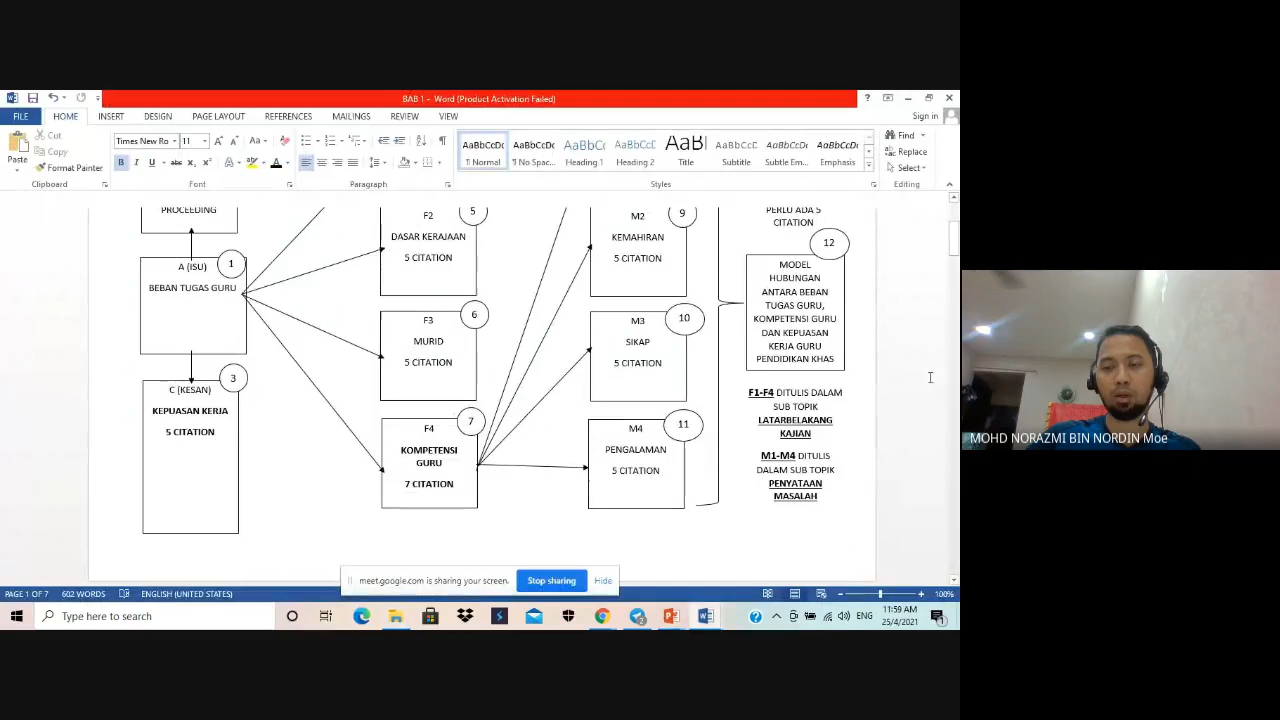 BAB 1 - Word (Product Activation Failed)
Sign in
FILE HOME INSERT DESIGN PAGE LAYOUT REFERENCES MAILINGS REVIEW VIEW
Paste
Cut
Copy
Format Painter
Clipboard
Times New Ro
11
Font
Paragraph
AaBbCcDc AaBbCcDc AaBbCc AaBbCcC AaBl AaBbCcC AaBbCcDc AaBbCcDc
¶ Normal ¶ No Spac... Heading 1 Heading 2 Title Subtitle Subtle Em... Emphasis
Styles
Find
Replace
Select
Editing
PROCEEDING
1
A (ISU)
BEBAN TUGAS GURU
3
C (KESAN)
KEPUASAN KERJA
5 CITATION
5
F2
DASAR KERAJAAN
5 CITATION
6
F3
MURID
5 CITATION
7
F4
KOMPETENSI
GURU
7 CITATION
9
M2
KEMAHIRAN
5 CITATION
10
M3
SIKAP
5 CITATION
11
M4
PENGALAMAN
5 CITATION
PERLU ADA 5
CITATION
12
MODEL
HUBUNGAN
ANTARA BEBAN
TUGAS GURU,
KOMPETENSI GURU
DAN KEPUASAN
KERJA GURU
PENDIDIKAN KHAS
F1-F4 DITULIS DALAM
SUB TOPIK
LATARBELAKANG
KAJIAN
M1-M4 DITULIS
DALAM SUB TOPIK
PENYATAAN
MASALAH
MOHD NORAZMI BIN NORDIN Moe
meet.google.com is sharing your screen. Stop sharing Hide
PAGE 1 OF 7 602 WORDS ENGLISH (UNITED STATES) 100%
Type here to search
ENG
11:59 AM
25/4/2021